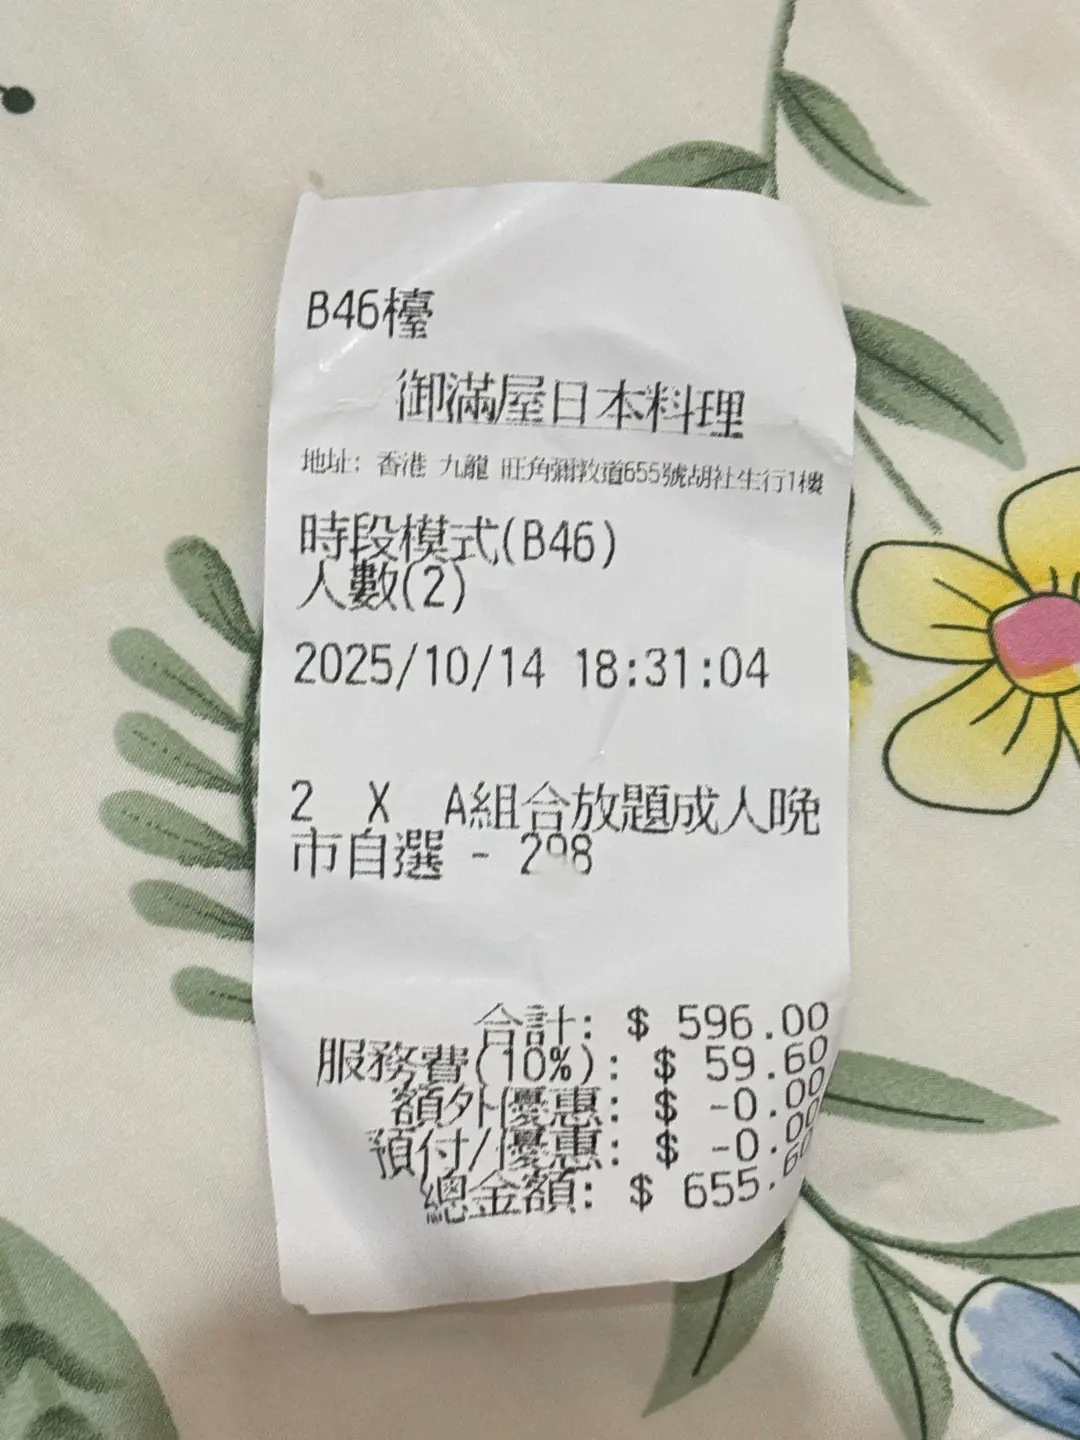 B46檯
御滿屋日本料理
地址: 香港 九龍 旺角彌敦道655號胡社生行1樓
時段模式(B46)
人數(2)
2025/10/14 18:31:04
2 X A組合放題成人晚
市自選 - 298
合計: $ 596.00
服務費(10%): $ 59.60
額外優惠: $ -0.00
預付/優惠: $ -0.00
總金額: $ 655.60